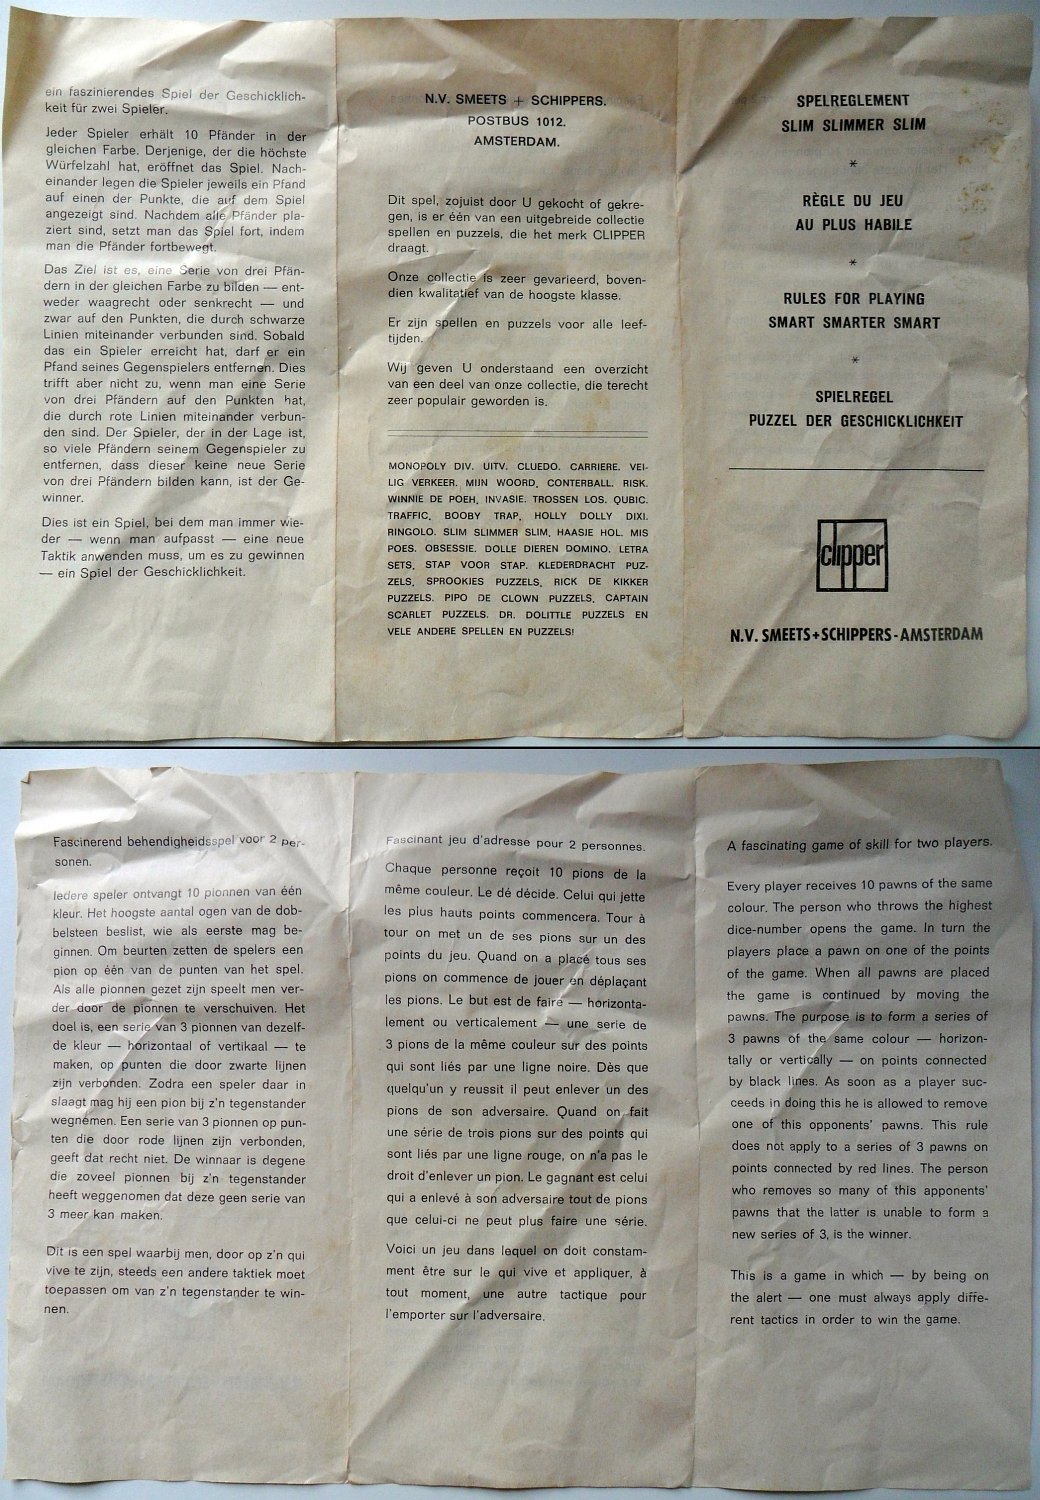 ein faszinierendes Spiel der Geschicklich-
keit für zwei Spieler.
Jeder Spieler erhält 10 Pfänder in der
gleichen Farbe. Derjenige, der die höchste
Würfelzahl hat, eröffnet das Spiel. Nach-
einander legen die Spieler jeweils ein Pfand
auf einen der Punkte, die auf dem Spiel
angezeigt sind. Nachdem alle Pfänder pla-
ziert sind, setzt man das Spiel fort, indem
man die Pfänder fortbewegt.
Das Ziel ist es, eine Serie von drei Pfän-
dern in der gleichen Farbe zu bilden — ent-
weder waagrecht oder senkrecht — und
zwar auf den Punkten, die durch schwarze
Linien miteinander verbunden sind. Sobald
das ein Spieler erreicht hat, darf er ein
Pfand seines Gegenspielers entfernen. Dies
trifft aber nicht zu, wenn man eine Serie
von drei Pfändern auf den Punkten hat,
die durch rote Linien miteinander verbun-
den sind. Der Spieler, der in der Lage ist,
so viele Pfändern seinem Gegenspieler zu
entfernen, dass dieser keine neue Serie
von drei Pfändern bilden kann, ist der Ge-
winner.
Dies ist ein Spiel, bei dem man immer wie-
der — wenn man aufpasst — eine neue
Taktik anwenden muss, um es zu gewinnen
— ein Spiel der Geschicklichkeit.
N.V. SMEETS + SCHIPPERS.
POSTBUS 1012.
AMSTERDAM.
Dit spel, zojuist door U gekocht of gekre-
gen, is er één van een uitgebreide collectie
spellen en puzzels, die het merk CLIPPER
draagt.
Onze collectie is zeer gevarieerd, boven-
dien kwalitatief van de hoogste klasse.
Er zijn spellen en puzzels voor alle leef-
tijden.
Wij geven U onderstaand een overzicht
van een deel van onze collectie, die terecht
zeer populair geworden is.
MONOPOLY DIV. UITV. CLUEDO. CARRIERE. VEI-
LIG VERKEER. MIJN WOORD. CONTERBALL. RISK.
WINNIE DE POEH, INVASIE. TROSSEN LOS. QUBIC.
TRAFFIC. BOOBY TRAP. HOLLY DOLLY DIXI.
RINGOLO. SLIM SLIMMER SLIM. HAASIE HOL. MIS
POES. OBSESSIE. DOLLE DIEREN DOMINO. LETRA
SETS. STAP VOOR STAP. KLEDERDRACHT PUZ-
ZELS, SPROOKJES PUZZELS, RICK DE KIKKER
PUZZELS. PIPO DE CLOWN PUZZELS. CAPTAIN
SCARLET PUZZELS. DR. DOLITTLE PUZZELS EN
VELE ANDERE SPELLEN EN PUZZELS!
SPELREGLEMENT
SLIM SLIMMER SLIM
*
RÈGLE DU JEU
AU PLUS HABILE
*
RULES FOR PLAYING
SMART SMARTER SMART
*
SPIELREGEL
PUZZEL DER GESCHICKLICHKEIT
clipper
N.V. SMEETS+SCHIPPERS-AMSTERDAM
Fascinerend behendigheidsspel voor 2 per-
sonen.
Iedere speler ontvangt 10 pionnen van één
kleur. Het hoogste aantal ogen van de dob-
belsteen beslist, wie als eerste mag be-
ginnen. Om beurten zetten de spelers een
pion op één van de punten van het spel.
Als alle pionnen gezet zijn speelt men ver-
der door de pionnen te verschuiven. Het
doel is, een serie van 3 pionnen van dezelf-
de kleur — horizontaal of vertikaal — te
maken, op punten die door zwarte lijnen
zijn verbonden. Zodra een speler daar in
slaagt mag hij een pion bij z'n tegenstander
wegnemen. Een serie van 3 pionnen op pun-
ten die door rode lijnen zijn verbonden,
geeft dat recht niet. De winnaar is degene
die zoveel pionnen bij z'n tegenstander
heeft weggenomen dat deze geen serie van
3 meer kan maken.
Dit is een spel waarbij men, door op z'n qui
vive te zijn, steeds een andere taktiek moet
toepassen om van z'n tegenstander te win-
nen.
Fascinant jeu d'adresse pour 2 personnes.
Chaque personne reçoit 10 pions de la
même couleur. Le dé décide. Celui qui jette
les plus hauts points commencera. Tour à
tour on met un de ses pions sur un des
points du jeu. Quand on a placé tous ses
pions on commence de jouer en déplaçant
les pions. Le but est de faire — horizonta-
lement ou verticalement — une serie de
3 pions de la même couleur sur des points
qui sont liés par une ligne noire. Dès que
quelqu'un y reussit il peut enlever un des
pions de son adversaire. Quand on fait
une série de trois pions sur des points qui
sont liés par une ligne rouge, on n'a pas le
droit d'enlever un pion. Le gagnant est celui
qui a enlevé à son adversaire tout de pions
que celui-ci ne peut plus faire une série.
Voici un jeu dans lequel on doit constam-
ment être sur le qui vive et appliquer, à
tout moment, une autre tactique pour
l'emporter sur l'adversaire.
A fascinating game of skill for two players.
Every player receives 10 pawns of the same
colour. The person who throws the highest
dice-number opens the game. In turn the
players place a pawn on one of the points
of the game. When all pawns are placed
the game is continued by moving the
pawns. The purpose is to form a series of
3 pawns of the same colour — horizon-
tally or vertically — on points connected
by black lines. As soon as a player suc-
ceeds in doing this he is allowed to remove
one of this opponents' pawns. This rule
does not apply to a series of 3 pawns on
points connected by red lines. The person
who removes so many of this apponents'
pawns that the latter is unable to form a
new series of 3, is the winner.
This is a game in which — by being on
the alert — one must always apply diffe-
rent tactics in order to win the game.